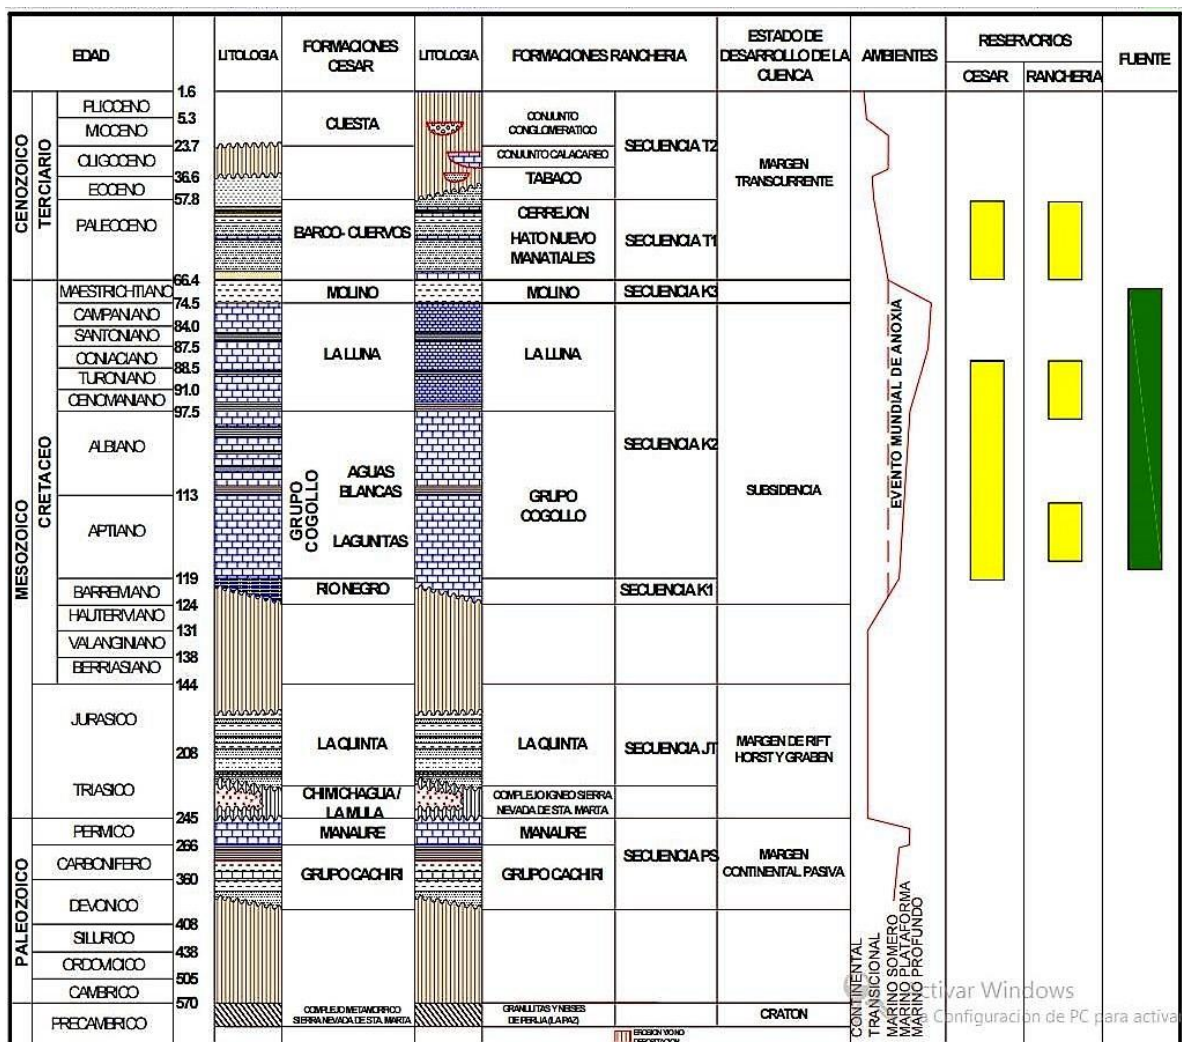 EDAD
LITOLOGIA
FORMACIONES
CESAR
LITOLOGIA
FORMACIONES RANCHERIA
ESTADO DE
DESARROLLO DE LA
CUENCA
AMBIENTES
RESERVORIOS
CESAR
RANCHERIA
FUENTE
CENOZOICO
TERCIARIO
PLIOCENO
MIOCENO
OLIGOCENO
EOCENO
PALEOCENO
1.6
5.3
23.7
36.6
57.8
66.4
CUESTA
BARCO- CUERVOS
CONJUNTO
CONGLOMERATICO
CONJUNTO CALACAREO
TABACO
CERREJON
HATO NUEVO
MANATIALES
SECUENCIA T2
SECUENCIA T1
MARGEN
TRANSCURRENTE
MESOZOICO
CRETACEO
MAESTRICHTIANO
CAMPANIANO
SANTONIANO
CONIACIANO
TURONIANO
CENOMANIANO
ALBIANO
APTIANO
BARREMIANO
HAUTERIVIANO
VALANGINIANO
BERRIASIANO
74.5
84.0
87.5
88.5
91.0
97.5
113
119
124
131
138
144
MOLINO
LA LUNA
GRUPO
COGOLLO
AGUAS
BLANCAS
LAGUNITAS
RIO NEGRO
MOLINO
LA LUNA
GRUPO
COGOLLO
SECUENCIA K3
SECUENCIA K2
SECUENCIA K1
SUBSIDENCIA
EVENTO MUNDIAL DE ANOXIA
JURASICO
TRIASICO
208
245
LA QUINTA
CHIMICHAGUA /
LA MULA
LA QUINTA
COMPLEJO IGNEO SIERRA
NEVADA DE STA. MARTA
SECUENCIA JT
MARGEN DE RIFT
HORST Y GRABEN
PALEOZOICO
PERMICO
CARBONIFERO
DEVONICO
SILURICO
ORDOVICICO
CAMBRICO
266
360
408
438
505
570
MANAURE
GRUPO CACHIRI
MANAURE
GRUPO CACHIRI
SECUENCIA PS
MARGEN
CONTINENTAL PASIVA
PRECAMBRICO
COMPLEJO METAMORFICO
SIERRA NEVADA DE STA. MARTA
GRANULITAS Y NEISES
DE PERIJA (LA PAZ)
CRATON
CONTINENTAL
TRANSICIONAL
MARINO SOMERO
MARINO PLATAFORMA
MARINO PROFUNDO
EROSION Y/O NO
DEPOSITACION
ctivar Windows
a Configuración de PC para activa